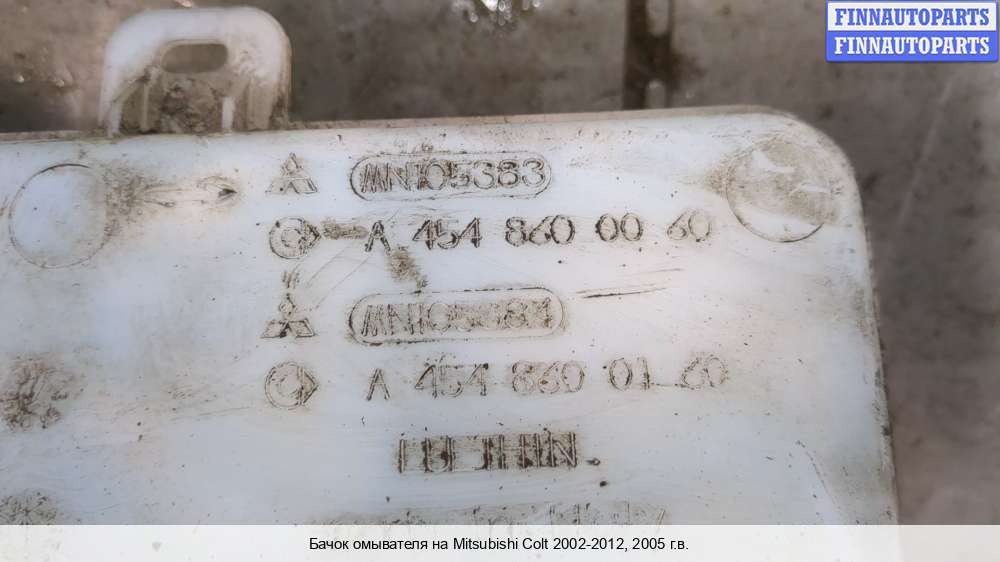 FINNAUTOPARTS
FINNAUTOPARTS
MN105383
A 454 860 00 60
MN105384
A 454 860 01 60
Бачок омывателя на Mitsubishi Colt 2002-2012, 2005 г.в.